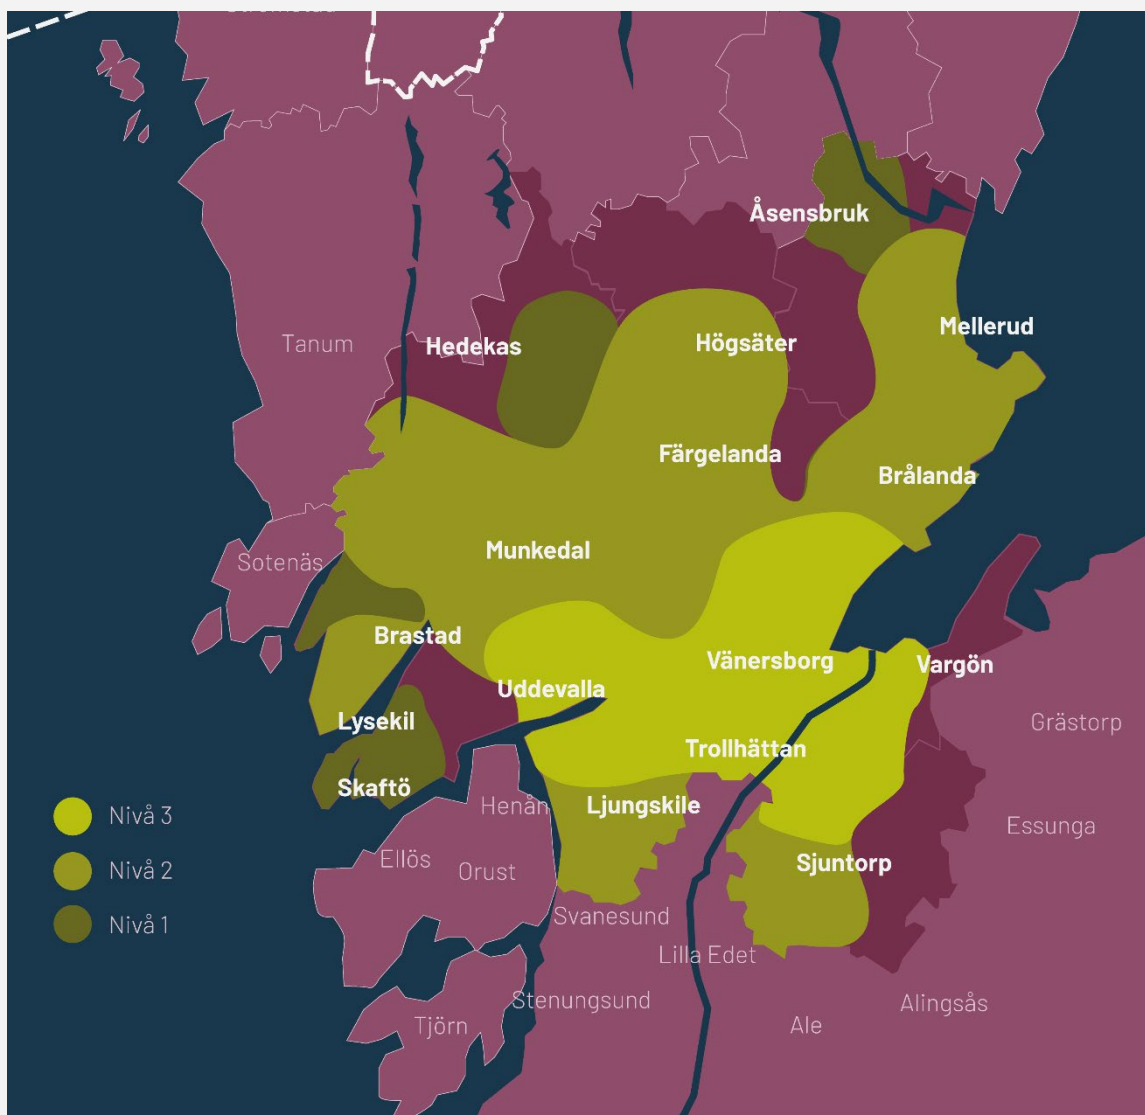 Åsensbruk
Mellerud
Tanum
Hedekas
Högsäter
Färgelanda
Brålanda
Munkedal
Sotenäs
Brastad
Vänersborg
Vargön
Uddevalla
Lysekil
Grästorp
Trollhättan
Skaftö
Henån
Ljungskile
Nivå 3
Essunga
Ellös
Orust
Sjuntorp
Nivå 2
Svanesund
Nivå 1
Lilla Edet
Stenungsund
Alingsås
Tjörn
Ale